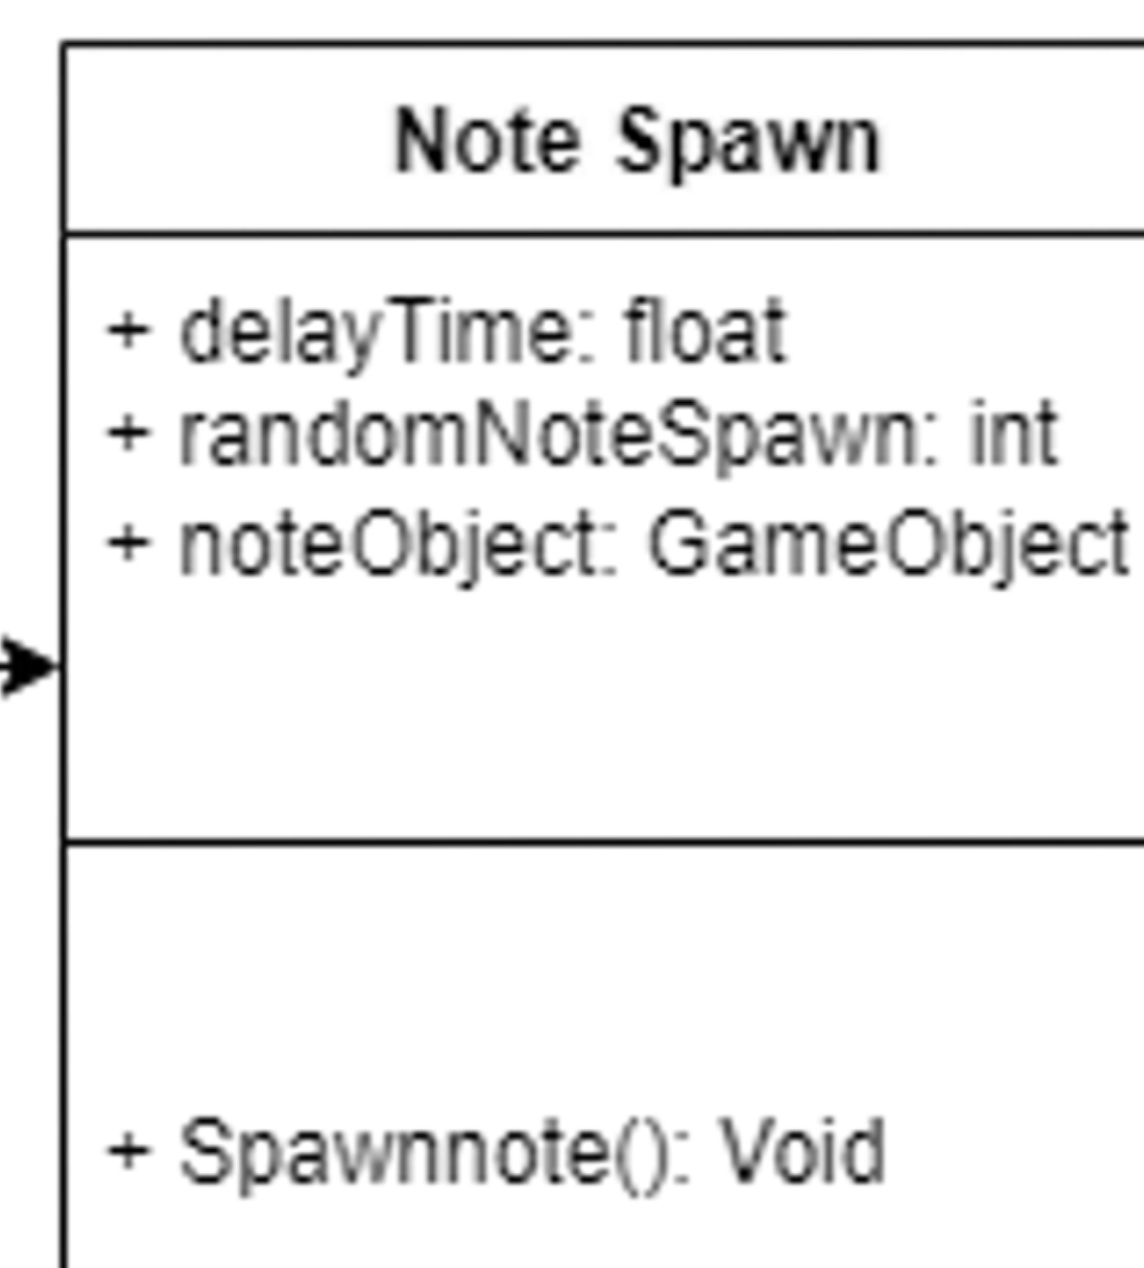 Note Spawn
+ delayTime: float
+ randomNoteSpawn: int
+ noteObject: GameObject
+ Spawnnote(): Void